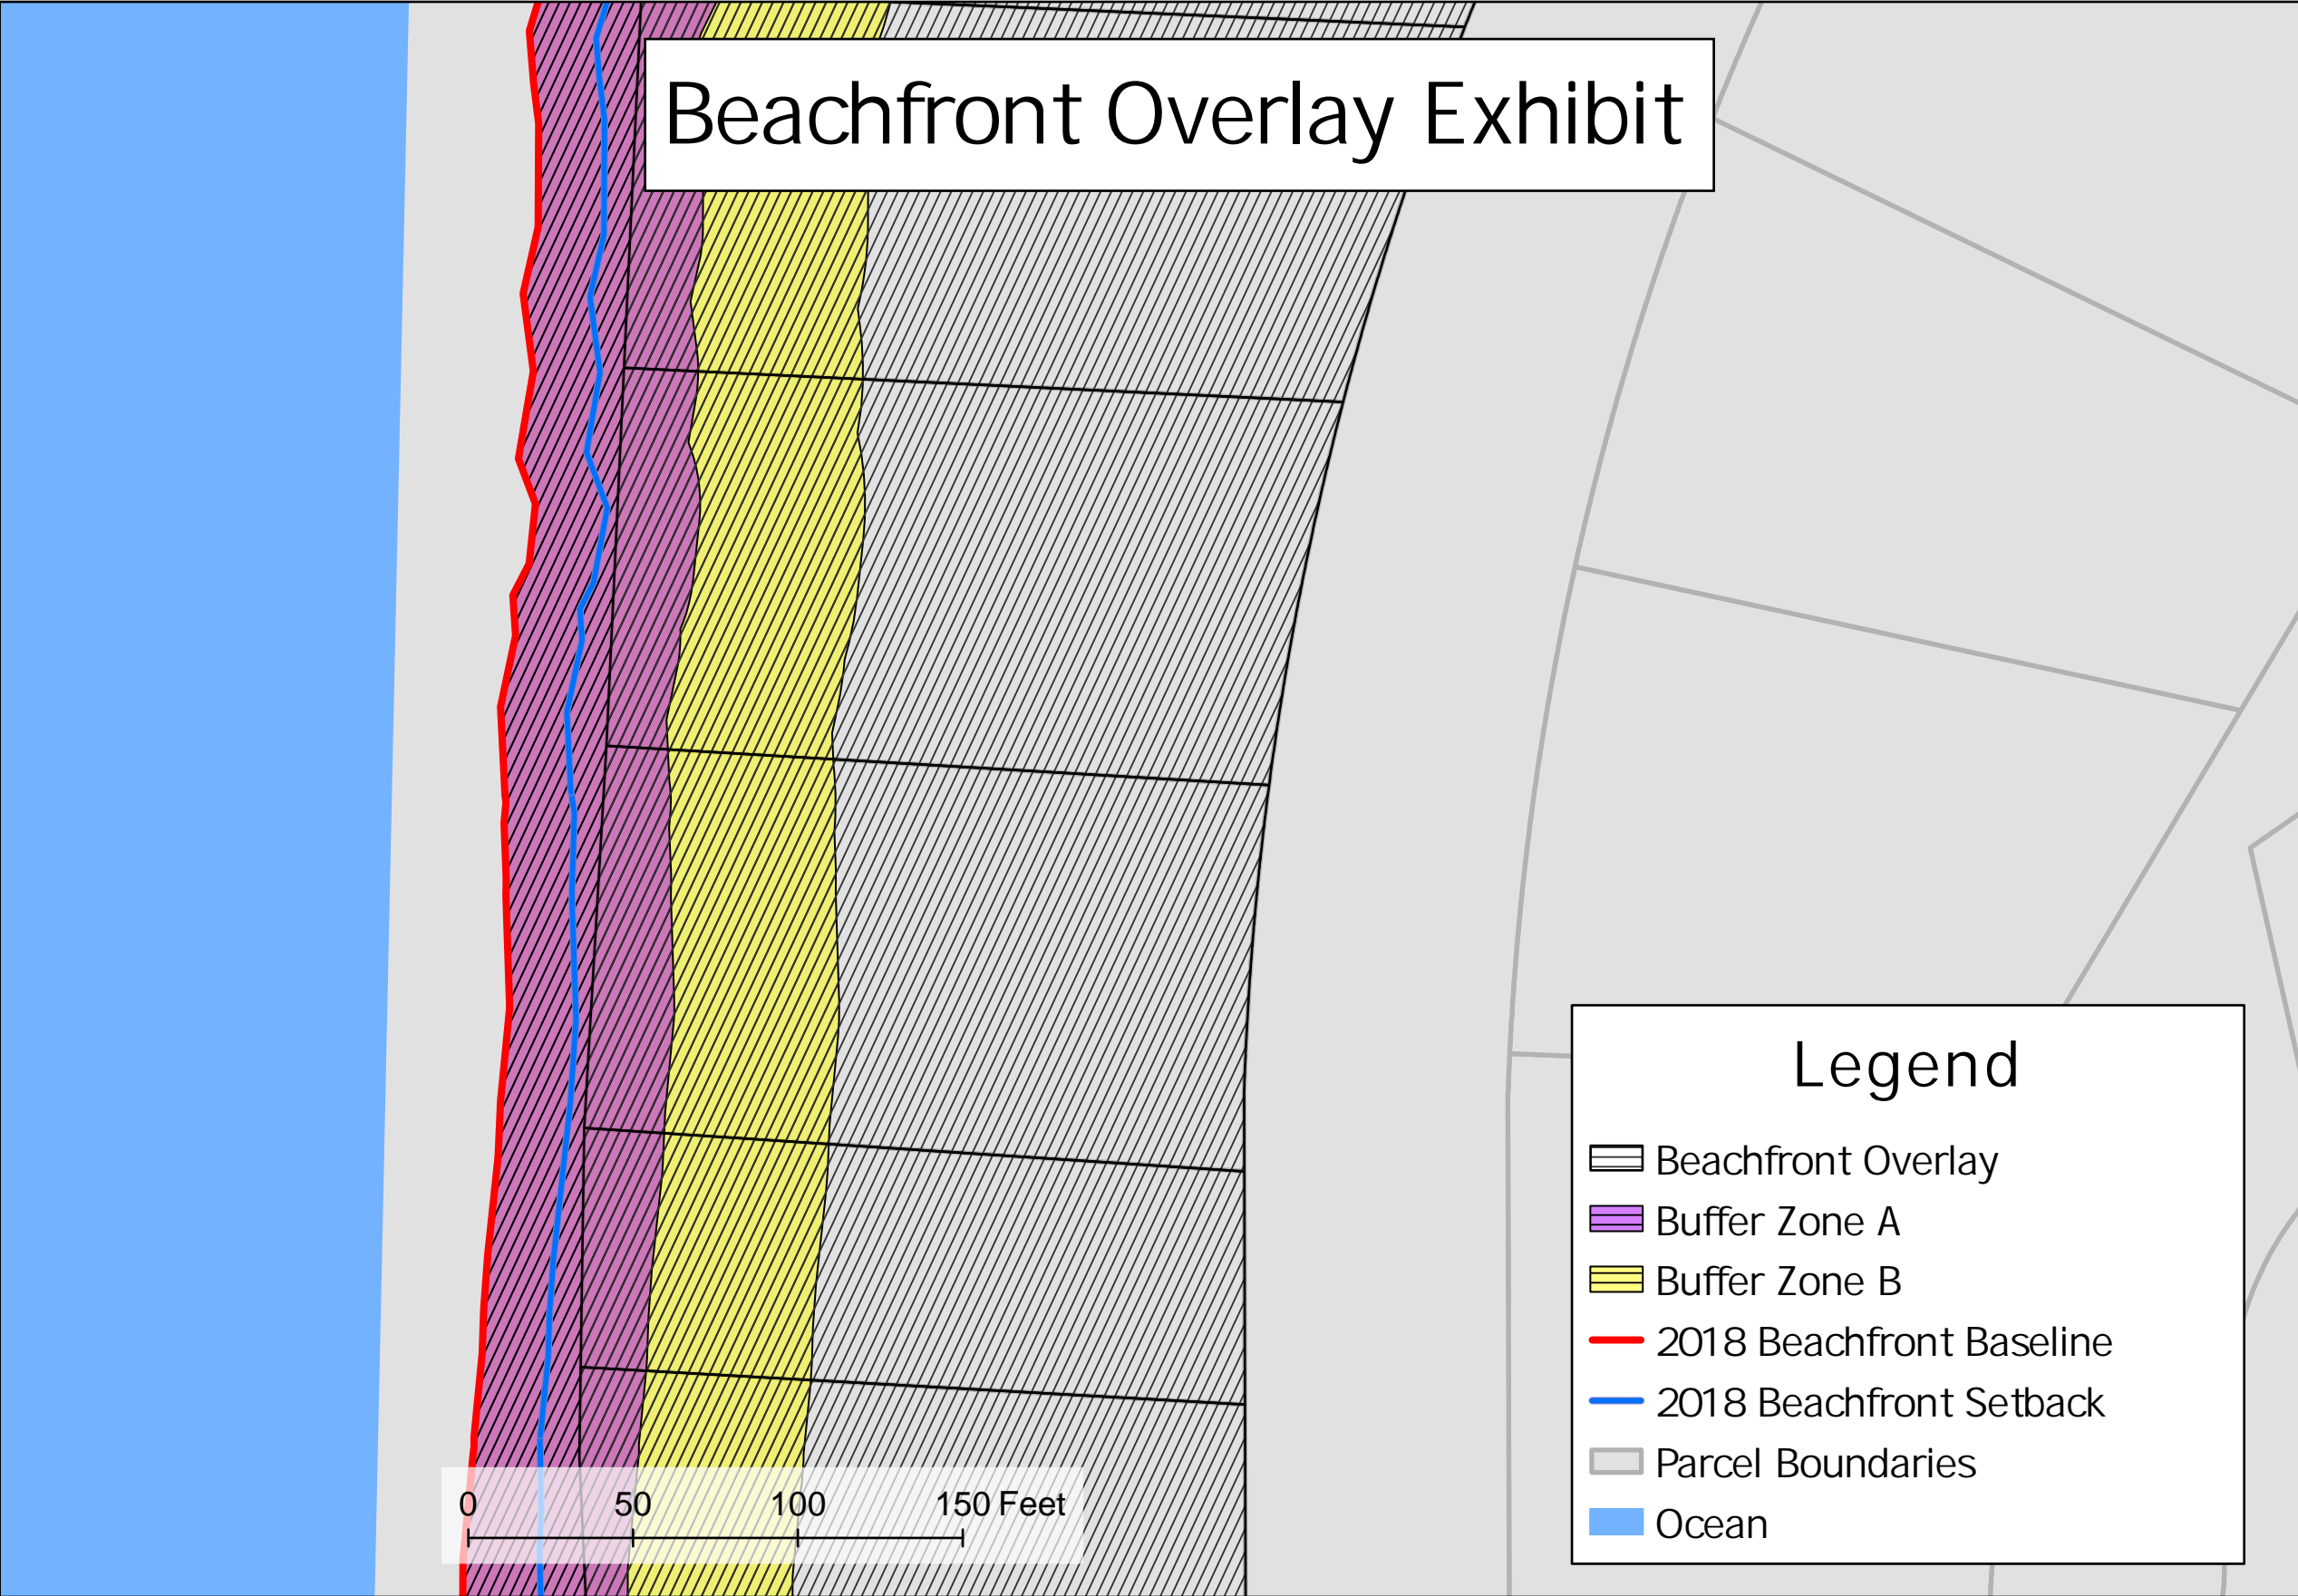 Beachfront Overlay Exhibit
Legend
Beachfront Overlay
Buffer Zone A
Buffer Zone B
2018 Beachfront Baseline
2018 Beachfront Setback
Parcel Boundaries
Ocean
0 50 100 150 Feet